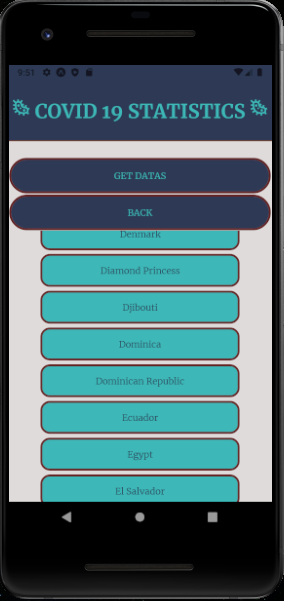 9:51
COVID 19 STATISTICS
GET DATAS
BACK
Denmark
Diamond Princess
Djibouti
Dominica
Dominican Republic
Ecuador
Egypt
El Salvador